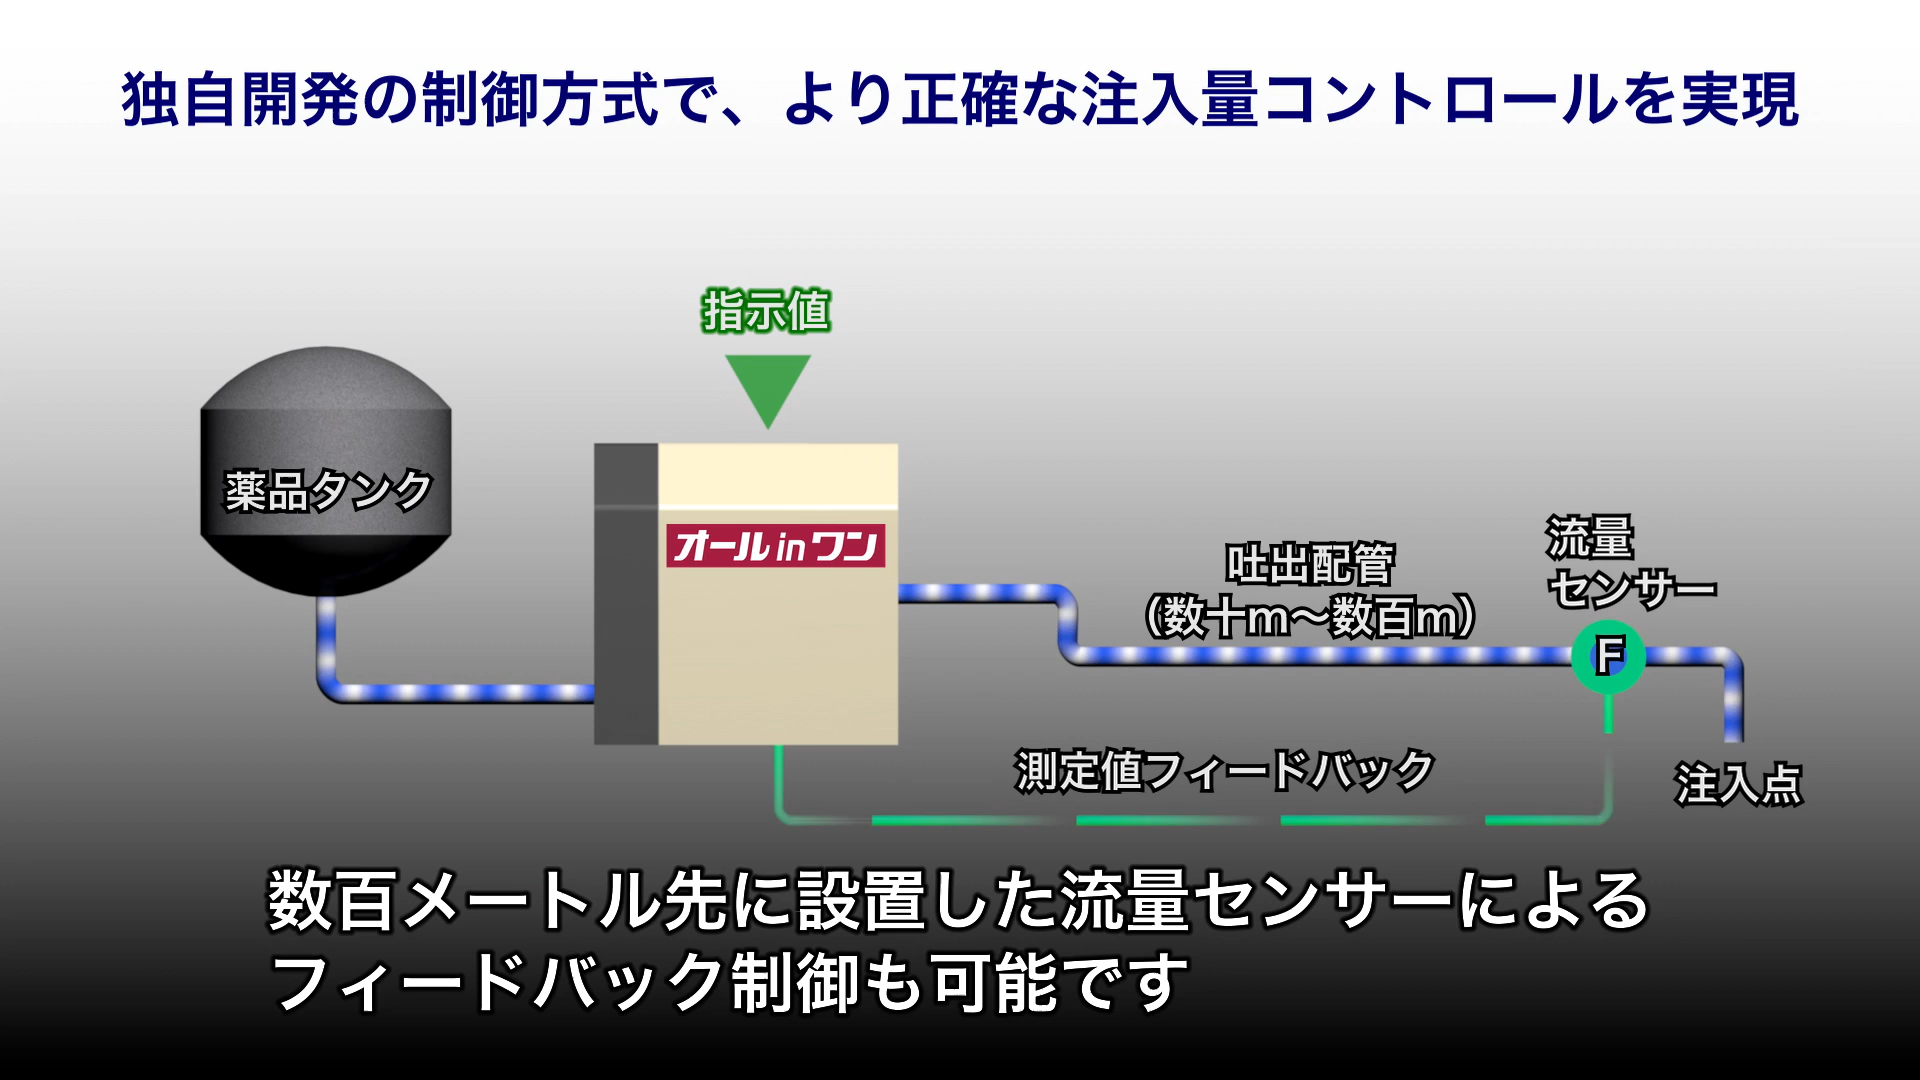 独自開発の制御方式で、より正確な注入量コントロールを実現
指示値
薬品タンク
オールinワン
吐出配管
（数十m～数百m）
流量
センサー
F
測定値フィードバック
注入点
数百メートル先に設置した流量センサーによる
フィードバック制御も可能です